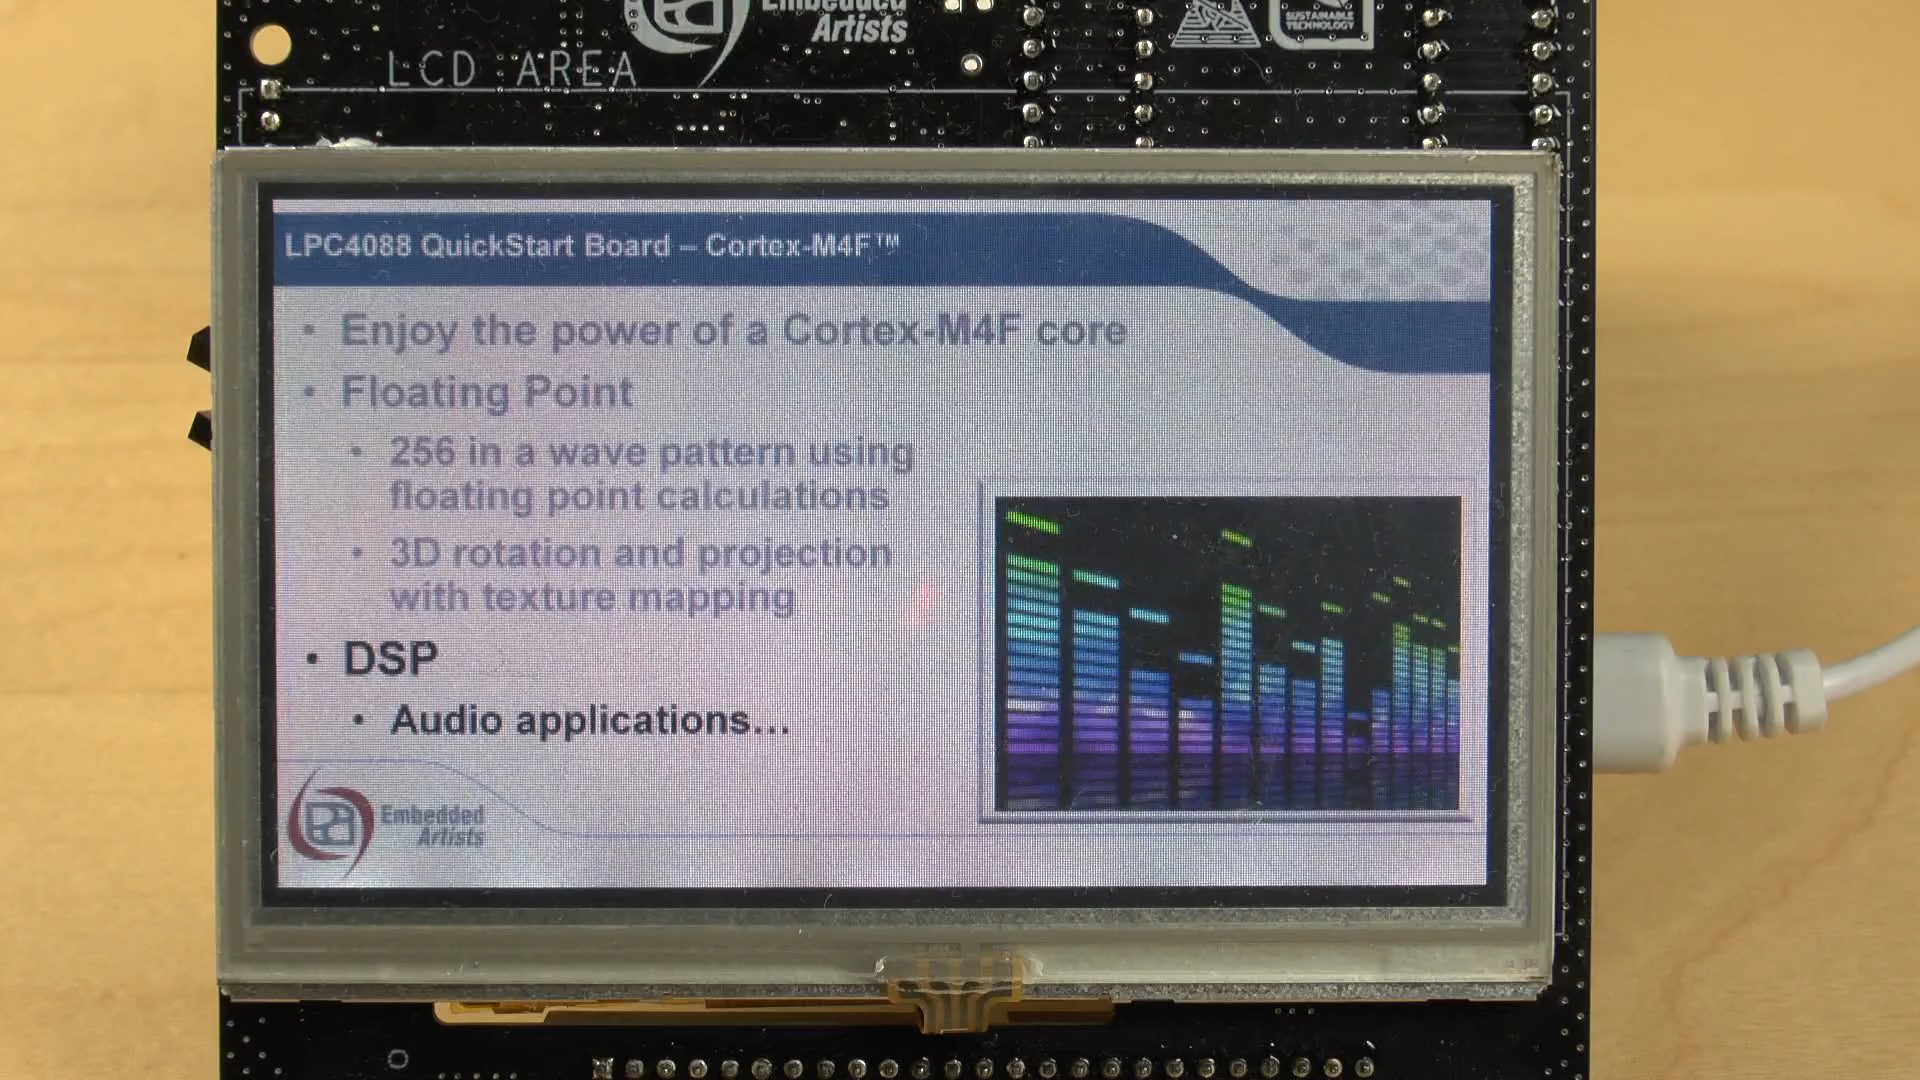 Embedded
Artists
SUSTAINABLE
TECHNOLOGY
LCD AREA
LPC4088 QuickStart Board – Cortex-M4F™
• Enjoy the power of a Cortex-M4F core
• Floating Point
• 256 in a wave pattern using
floating point calculations
• 3D rotation and projection
with texture mapping
• DSP
• Audio applications...
Embedded
Artists